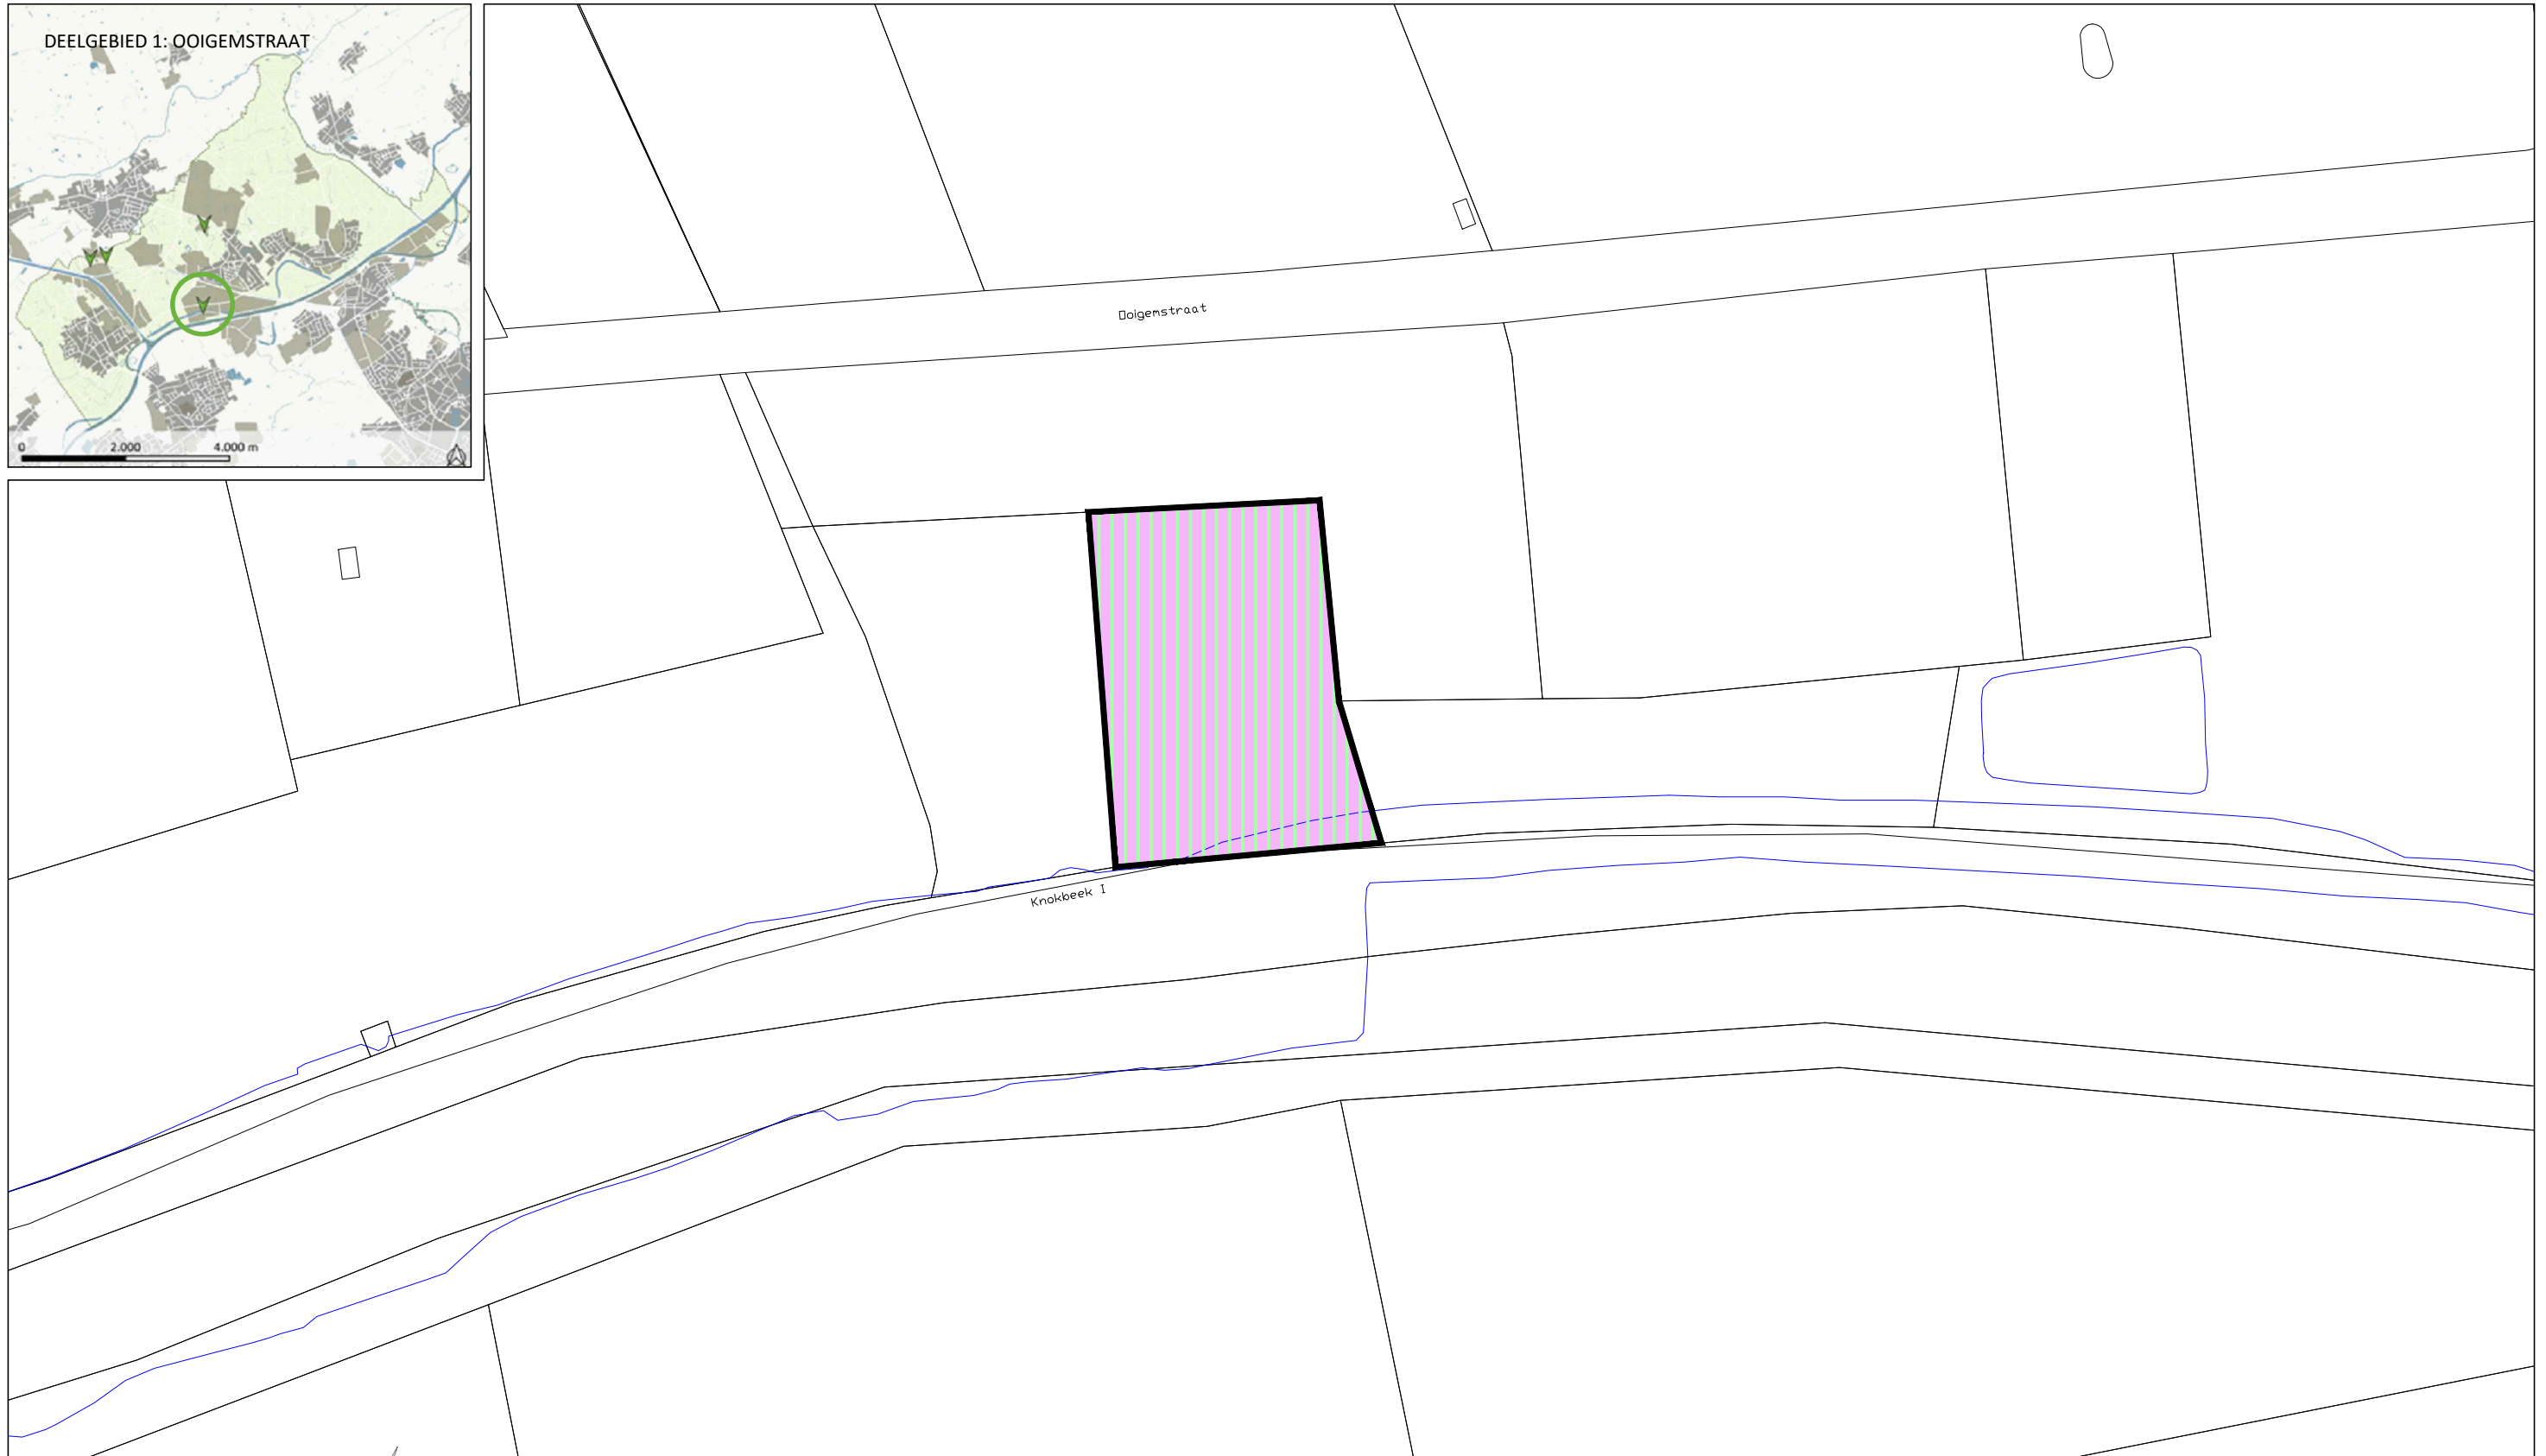 DEELGEBIED 1: OOIGEMSTRAAT
0 2.000 4.000 m
Ooigemstraat
Knokbeek I